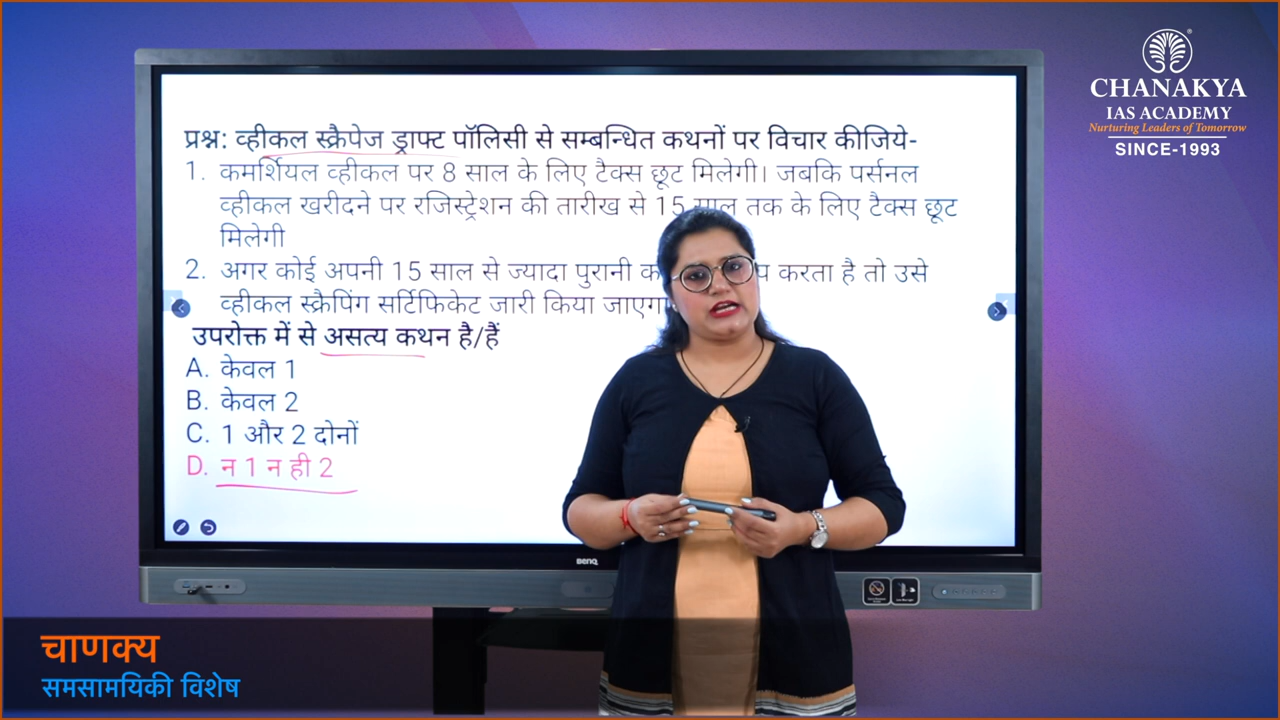 CHANAKYA
IAS ACADEMY
Nurturing Leaders of Tomorrow
SINCE-1993
प्रश्न: व्हीकल स्क्रैपेज ड्राफ्ट पॉलिसी से सम्बन्धित कथनों पर विचार कीजिये-
1. कमर्शियल व्हीकल पर 8 साल के लिए टैक्स छूट मिलेगी। जबकि पर्सनल
व्हीकल खरीदने पर रजिस्ट्रेशन की तारीख से 15 साल तक के लिए टैक्स छूट
मिलेगी
2. अगर कोई अपनी 15 साल से ज्यादा पुरानी करता है तो उसे
व्हीकल स्क्रैपिंग सर्टिफिकेट जारी किया जाएगा
उपरोक्त में से असत्य कथन है/हैं
A. केवल 1
B. केवल 2
C. 1 और 2 दोनों
D. न 1 न ही 2
BenQ
चाणक्य
समसामयिकी विशेष